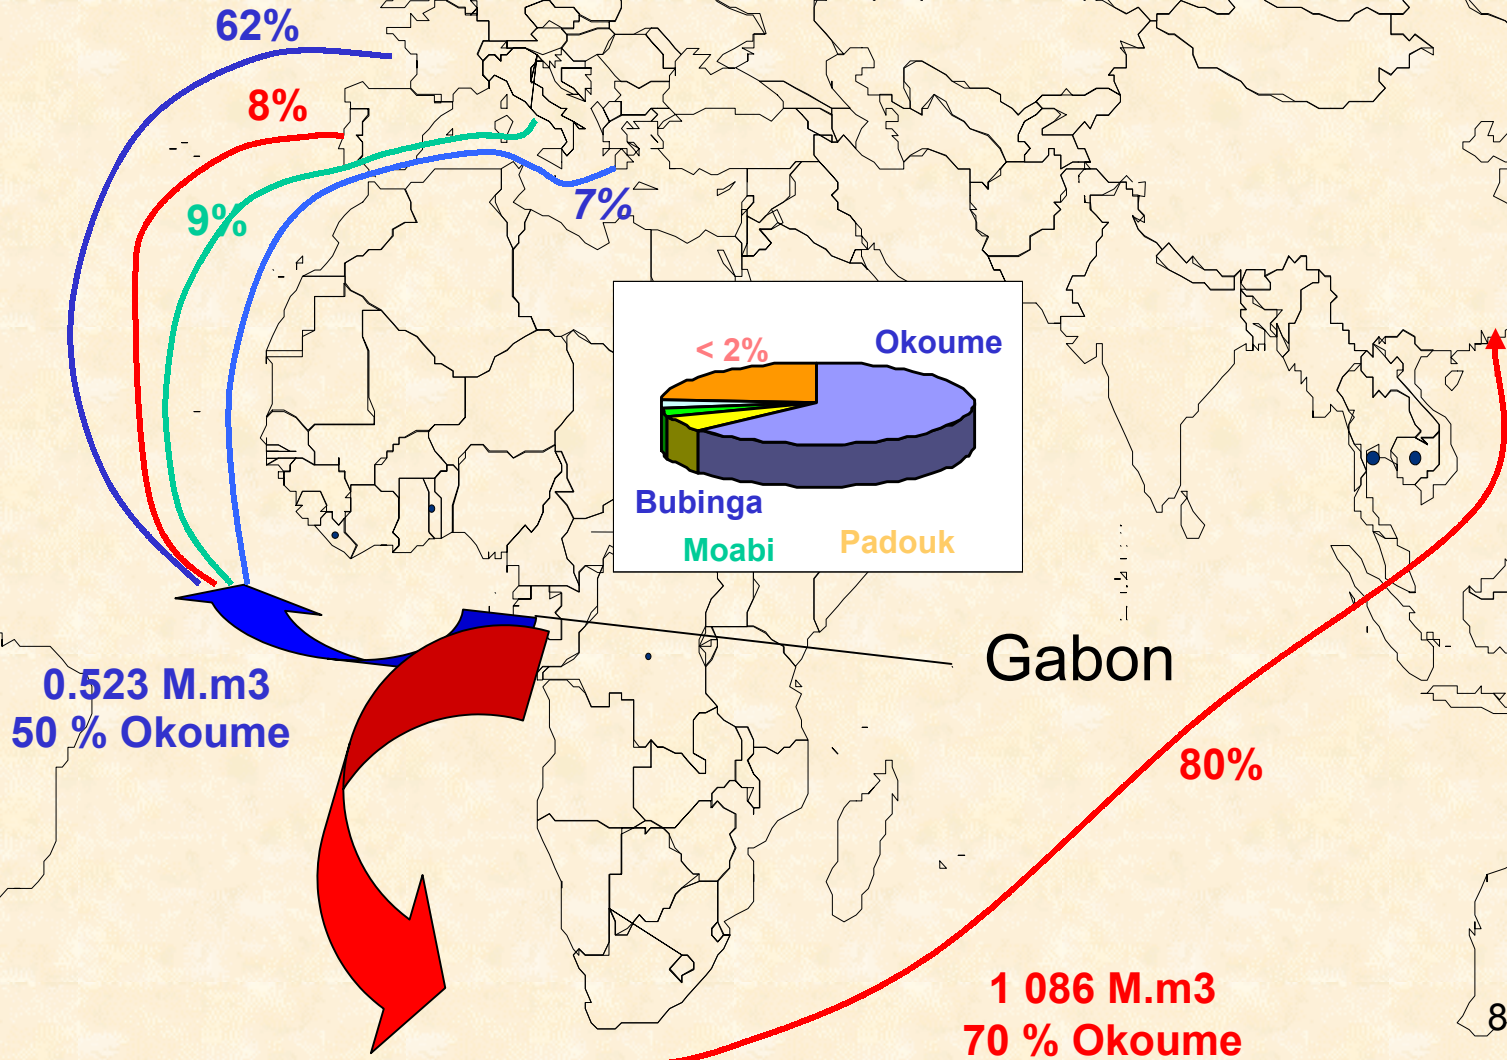 62%
8%
9%
7%
< 2%
Okoume
Bubinga
Moabi
Padouk
Gabon
0.523 M.m3
50 % Okoume
80%
1 086 M.m3
70 % Okoume
8